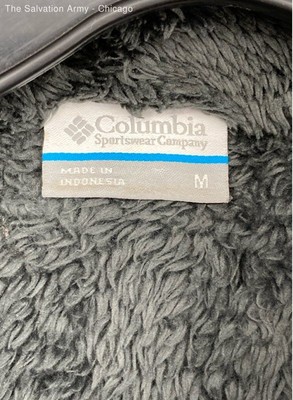 The Salvation Army - Chicago
Columbia
Sportswear Company
MADE IN
INDONESIA
M